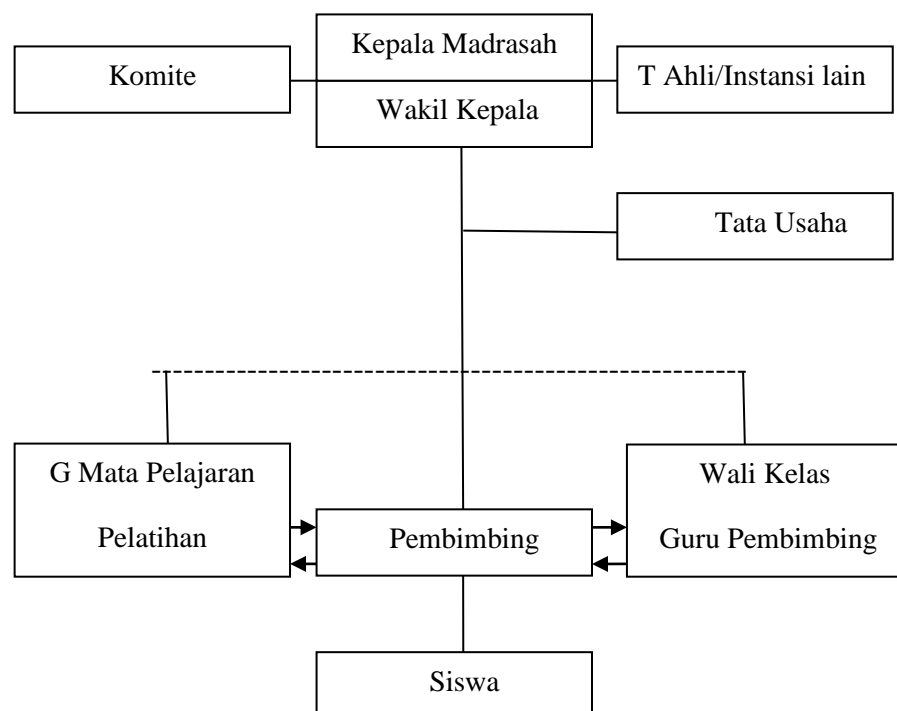 Kepala Madrasah
Komite
T Ahli/Instansi lain
Wakil Kepala
Tata Usaha
G Mata Pelajaran
Pelatihan
Wali Kelas
Guru Pembimbing
Pembimbing
Siswa